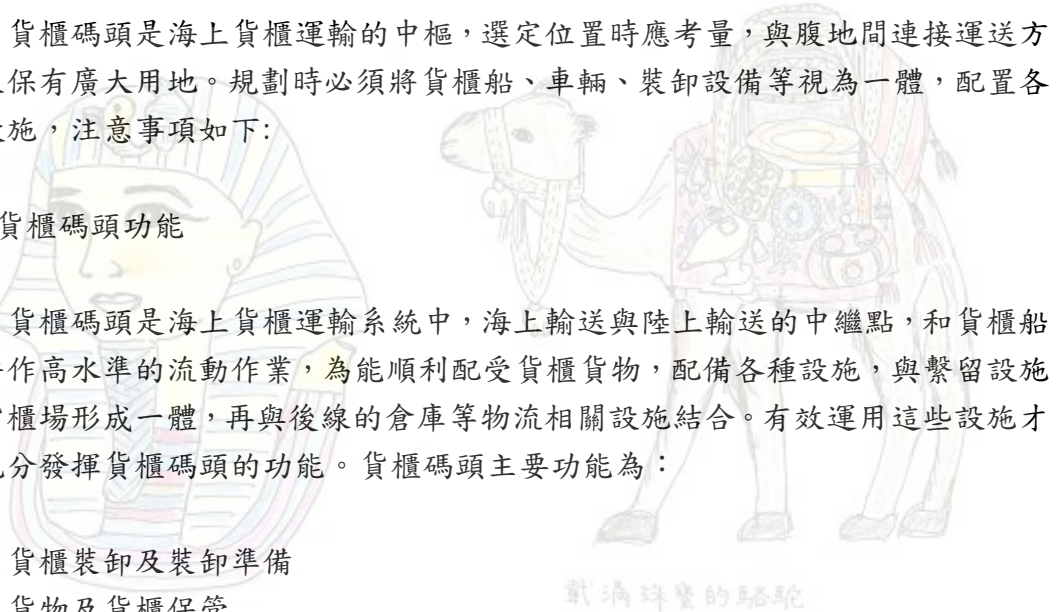 貨櫃碼頭是海上貨櫃運輸的中樞，選定位置時應考量，與腹地間連接運送方
保有廣大用地。規劃時必須將貨櫃船、車輛、裝卸設備等視為一體，配置各
施，注意事項如下:
貨櫃碼頭功能
貨櫃碼頭是海上貨櫃運輸系統中，海上輸送與陸上輸送的中繼點，和貨櫃船
作高水準的流動作業，為能順利配受貨櫃貨物，配備各種設施，與繫留設施
櫃場形成一體，再與後線的倉庫等物流相關設施結合。有效運用這些設施才
分發揮貨櫃碼頭的功能。貨櫃碼頭主要功能為：
貨櫃裝卸及裝卸準備
貨物及貨櫃保管
載滿珠寶的駱駝